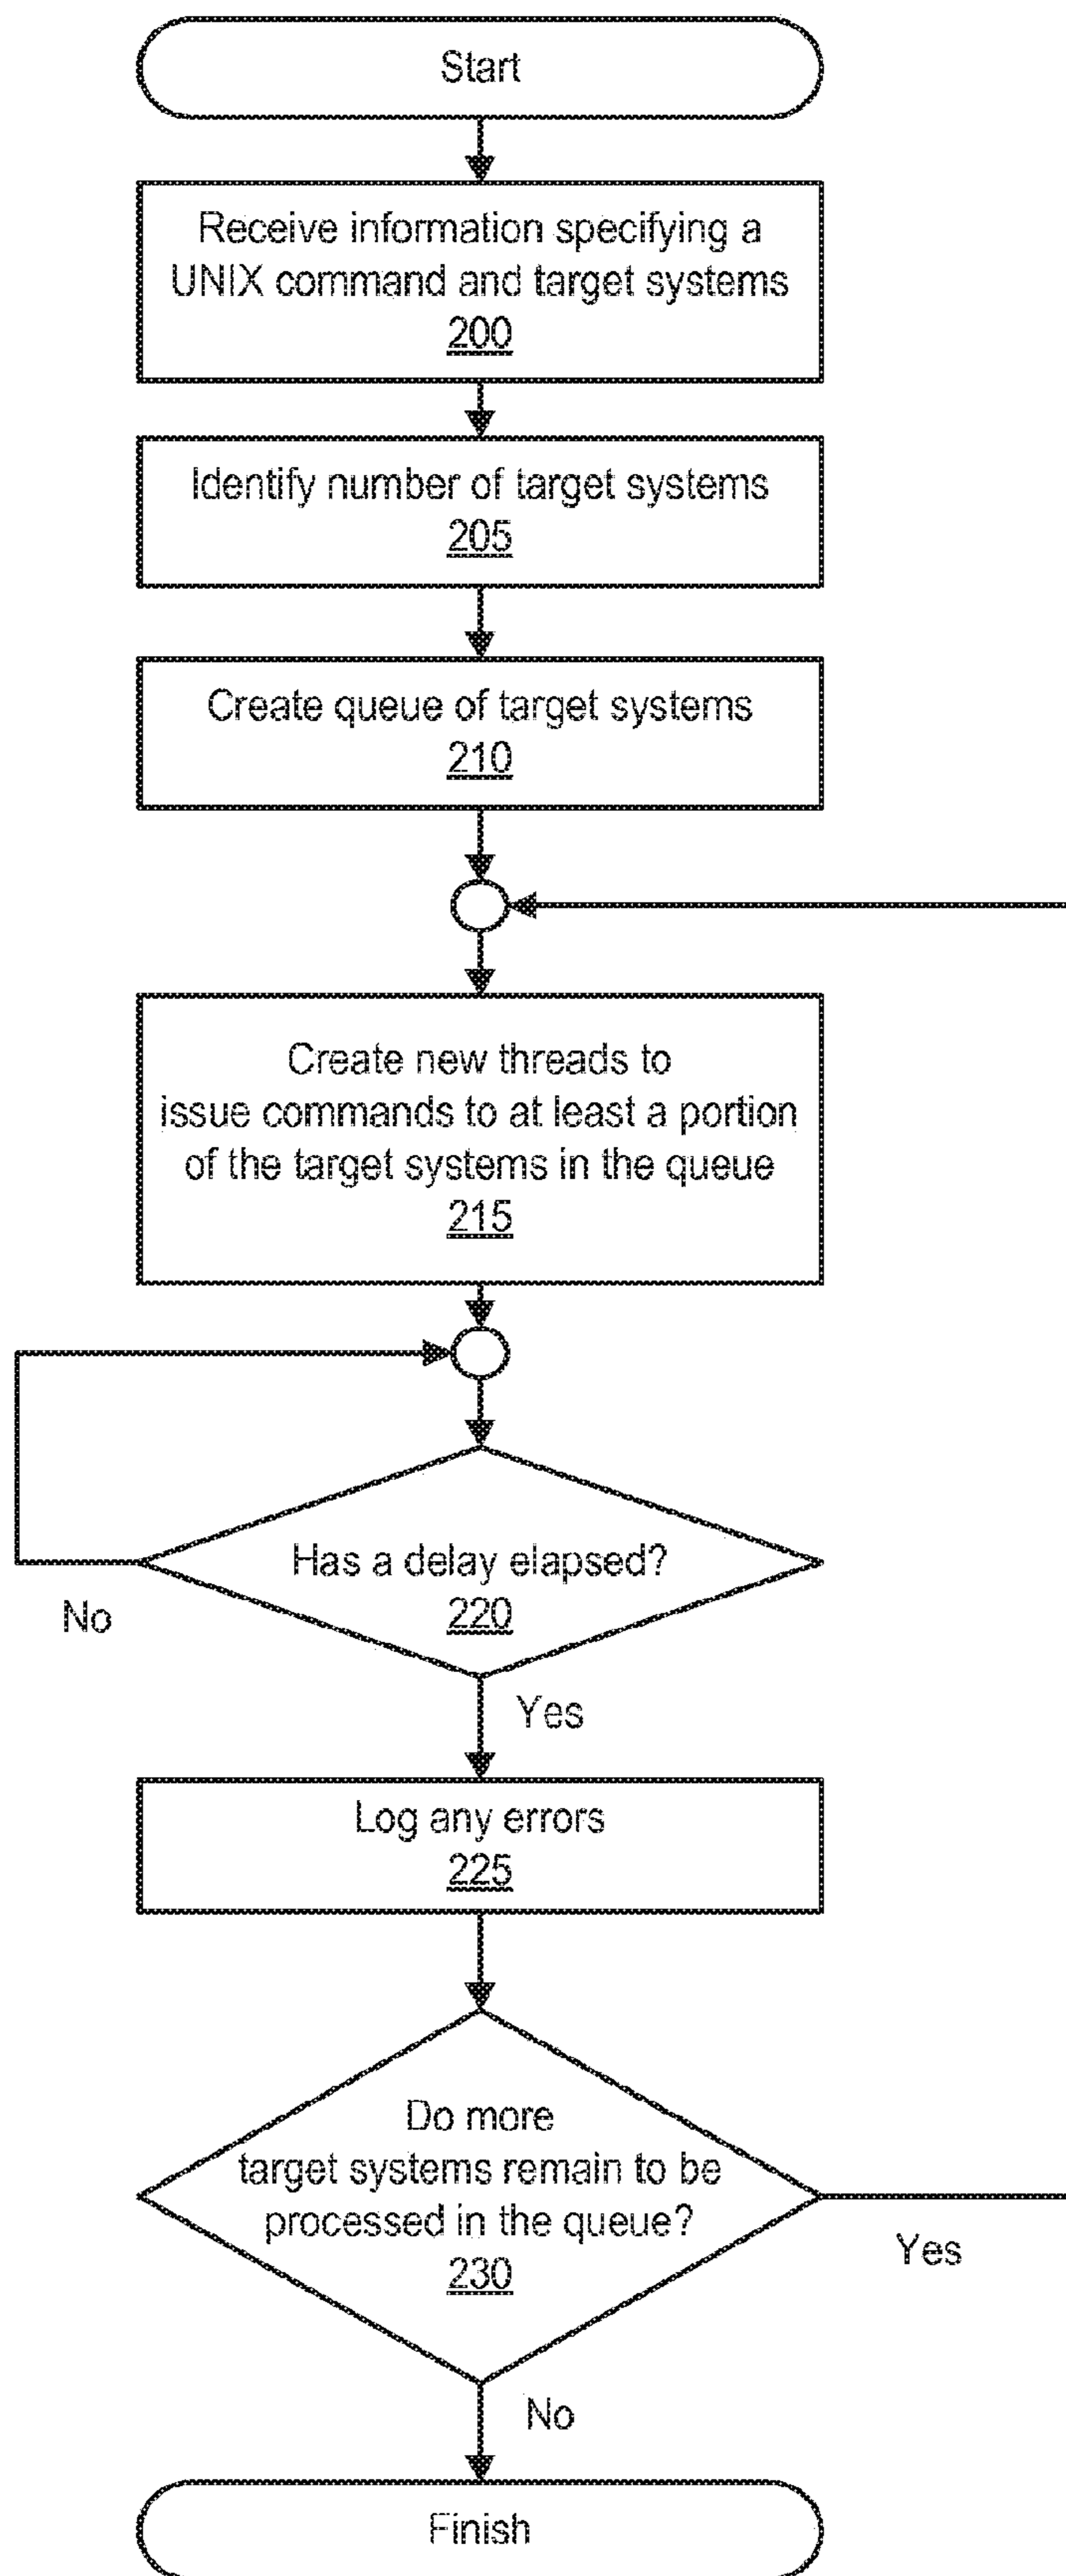 Start
Receive information specifying a
UNIX command and target systems
200
Identify number of target systems
205
Create queue of target systems
210
Create new threads to
issue commands to at least a portion
of the target systems in the queue
215
Has a delay elapsed?
220
No
Yes
Log any errors
225
Do more
target systems remain to be
processed in the queue?
230
Yes
No
Finish